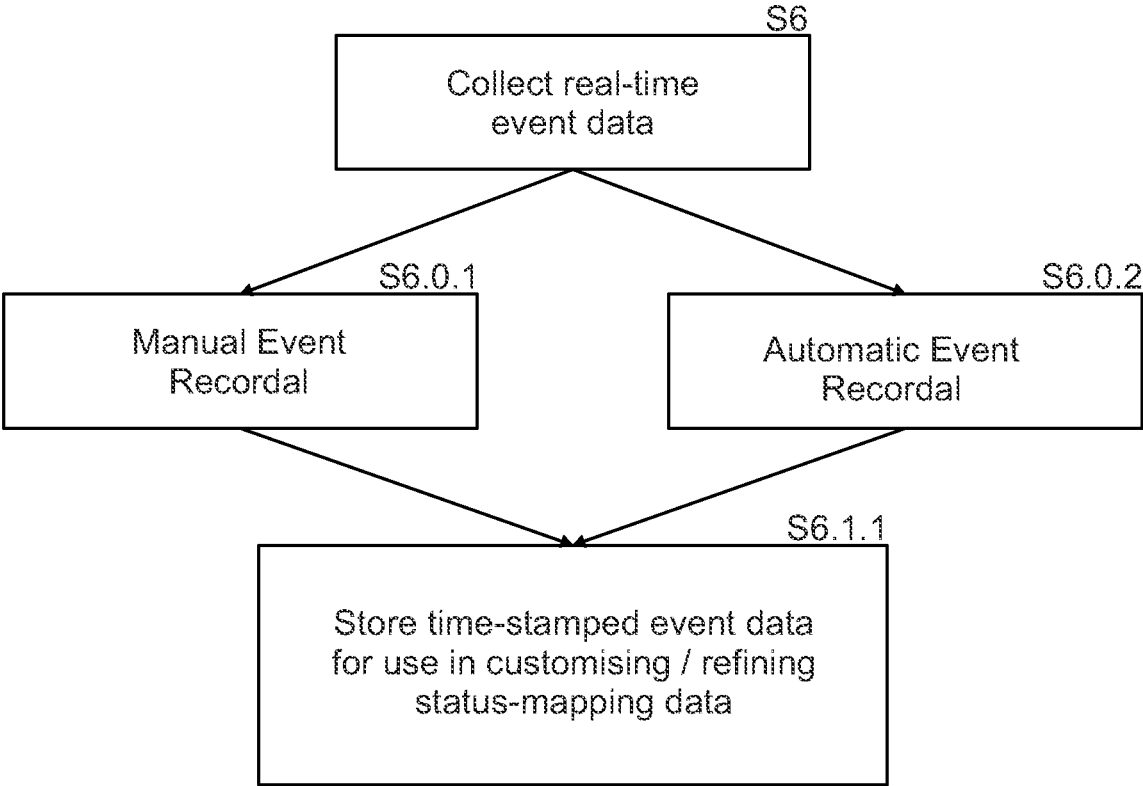 S6
Collect real-time
event data
S6.0.1
Manual Event
Recordal
S6.0.2
Automatic Event
Recordal
S6.1.1
Store time-stamped event data
for use in customising / refining
status-mapping data